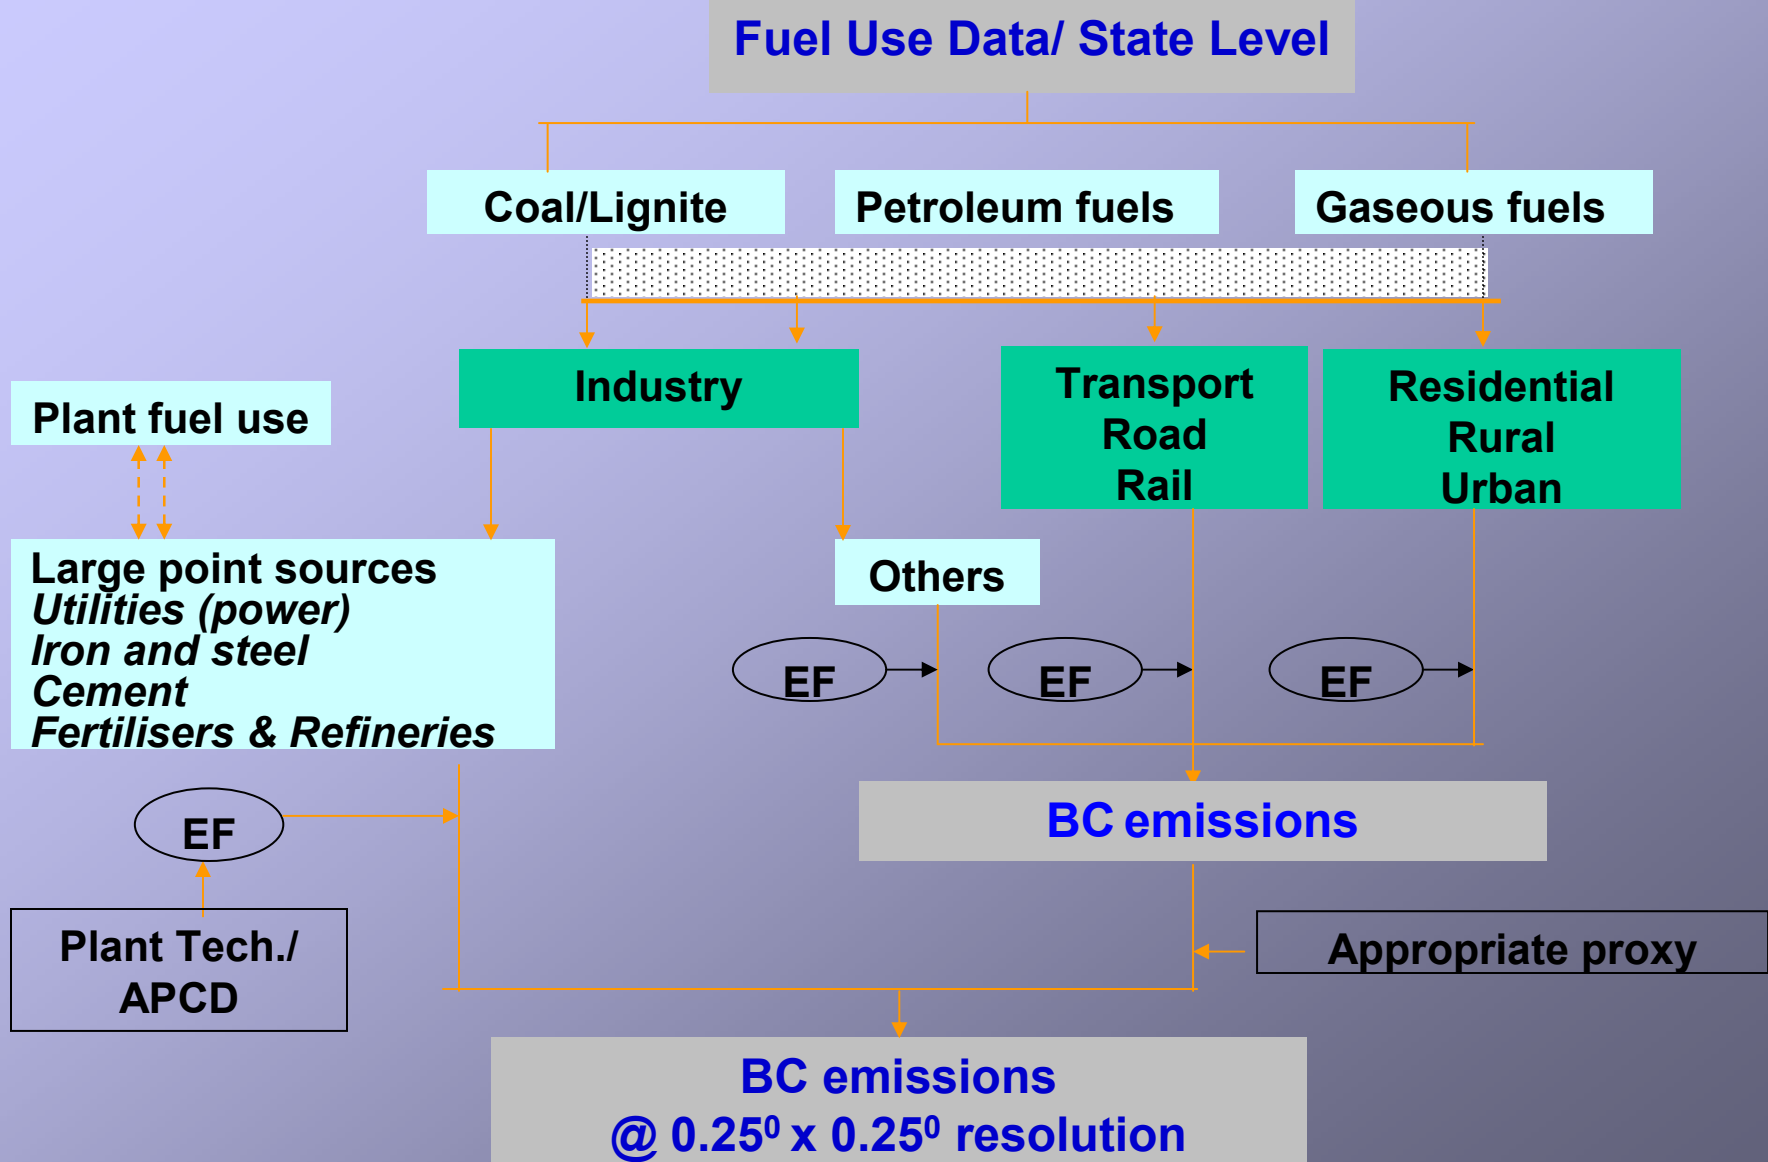 Fuel Use Data/ State Level
Coal/Lignite
Petroleum fuels
Gaseous fuels
Industry
Transport
Road
Rail
Residential
Rural
Urban
Plant fuel use
Large point sources
Utilities (power)
Iron and steel
Cement
Fertilisers & Refineries
Others
EF
EF
EF
BC emissions
EF
Plant Tech./
APCD
Appropriate proxy
BC emissions
@ 0.25⁰ x 0.25⁰ resolution